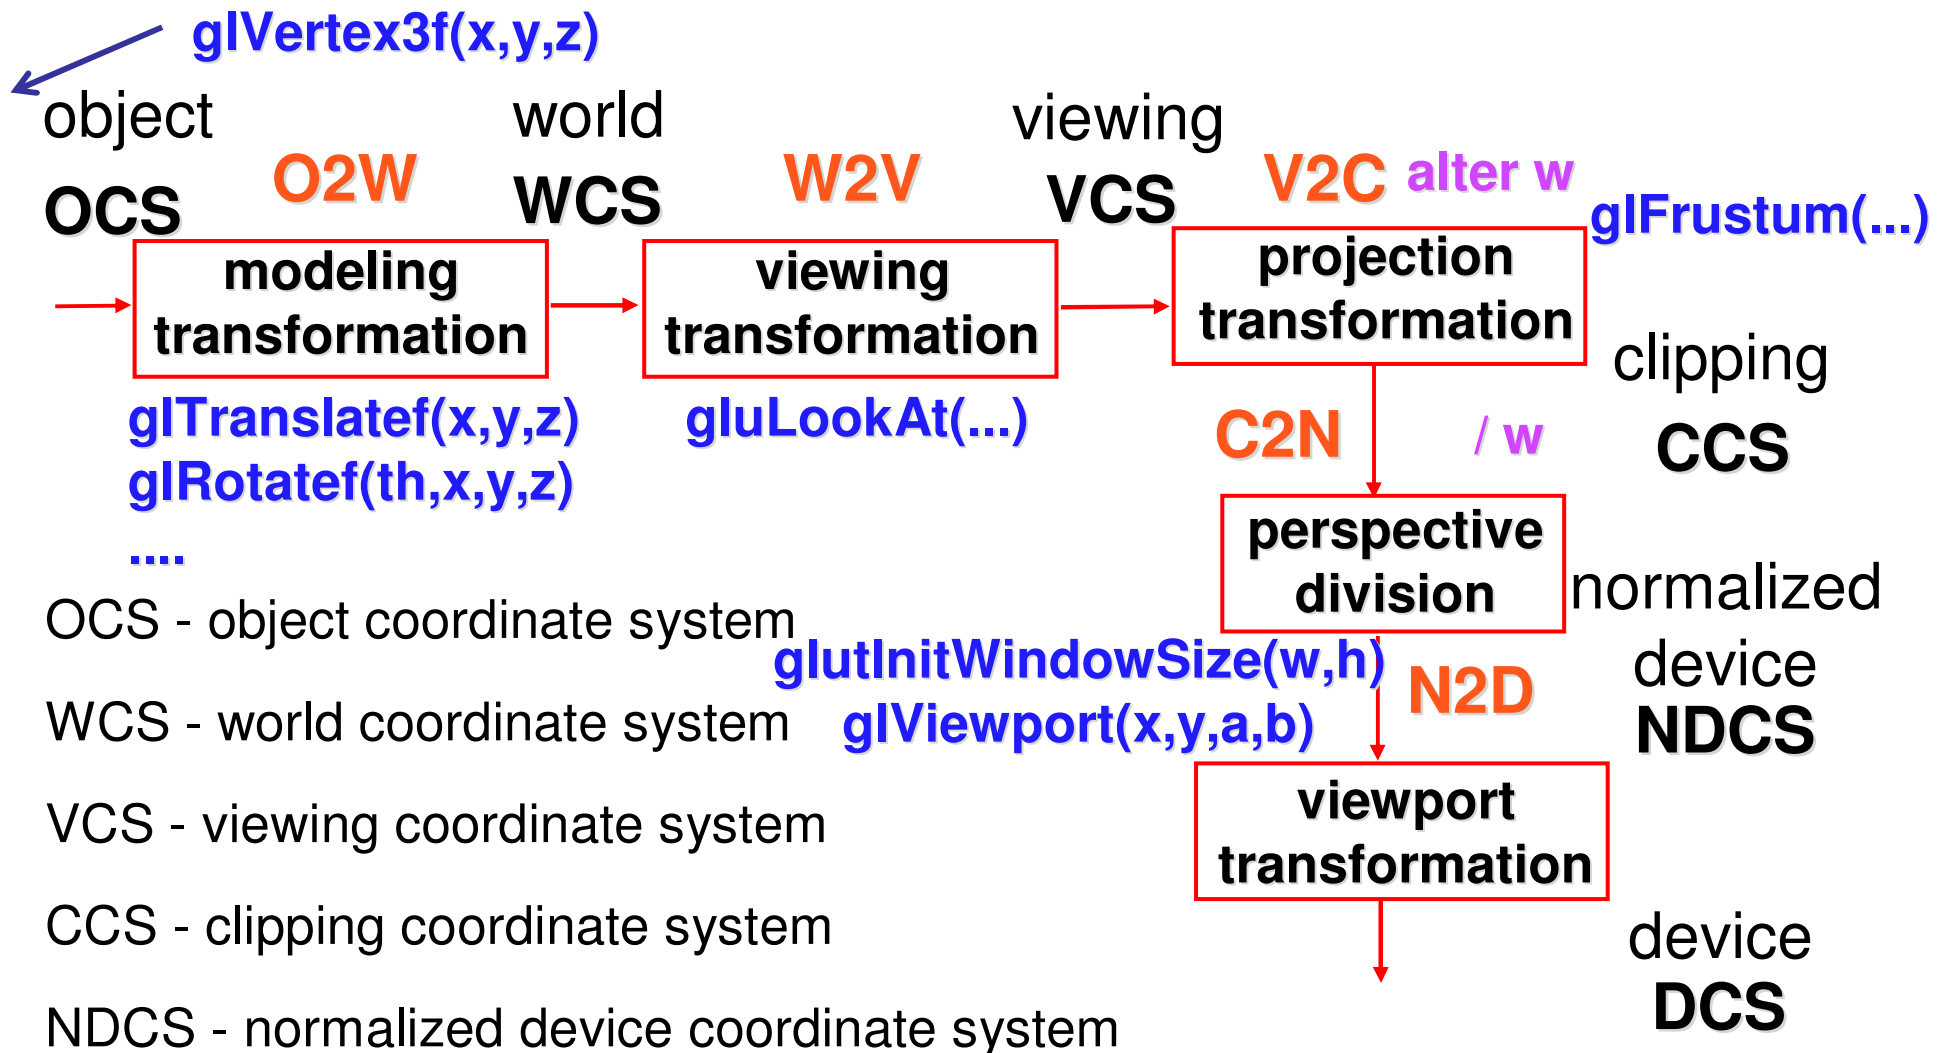 glVertex3f(x,y,z)
object
world
viewing
OCS
O2W
WCS
W2V
VCS
V2C
alter w
glFrustum(...)
modeling
transformation
viewing
transformation
projection
transformation
glTranslatef(x,y,z)
glRotatef(th,x,y,z)
....
gluLookAt(...)
clipping
CCS
C2N
/ w
perspective
division
normalized
device
NDCS
glutInitWindowSize(w,h)
glViewport(x,y,a,b)
N2D
viewport
transformation
device
DCS
OCS - object coordinate system
WCS - world coordinate system
VCS - viewing coordinate system
CCS - clipping coordinate system
NDCS - normalized device coordinate system